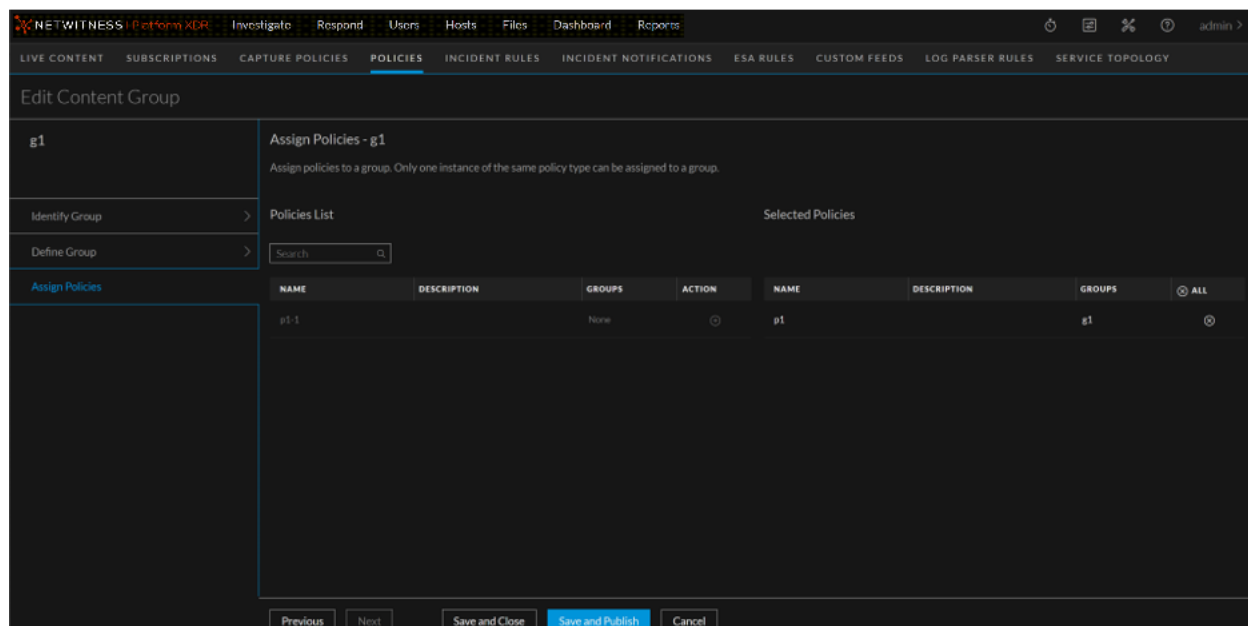 NETWITNESS Platform XDR Investigate Respond Users Hosts Files Dashboard Reports admin >
LIVE CONTENT SUBSCRIPTIONS CAPTURE POLICIES POLICIES INCIDENT RULES INCIDENT NOTIFICATIONS ESA RULES CUSTOM FEEDS LOG PARSER RULES SERVICE TOPOLOGY
Edit Content Group
g1
Identify Group
Define Group
Assign Policies
Assign Policies - g1
Assign policies to a group. Only one instance of the same policy type can be assigned to a group.
Policies List
Search
NAME DESCRIPTION GROUPS ACTION
p1-1 None
Selected Policies
NAME DESCRIPTION GROUPS ALL
p1 g1
Previous Next Save and Close Save and Publish Cancel